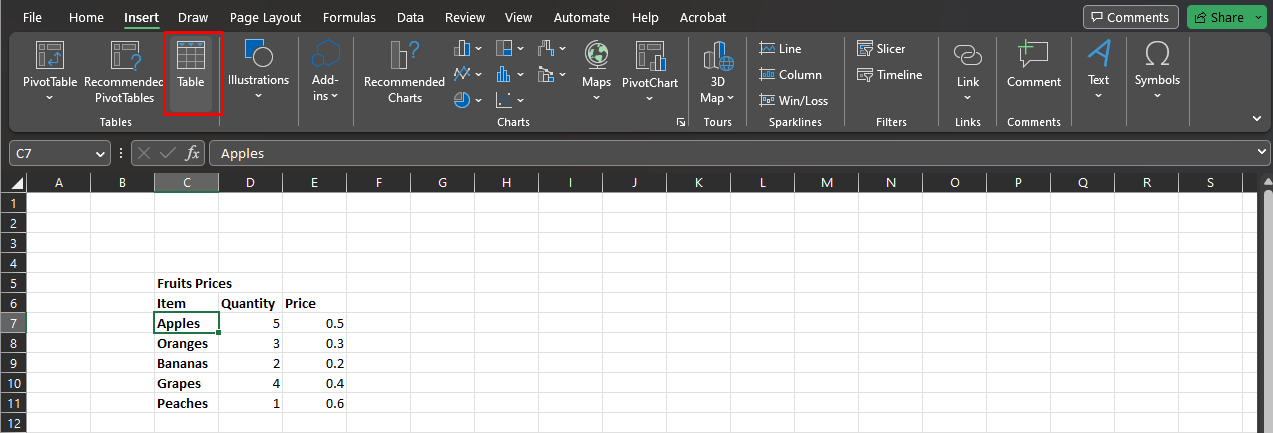 File Home Insert Draw Page Layout Formulas Data Review View Automate Help Acrobat Comments Share
PivotTable Recommended PivotTables Table Illustrations Add-ins Recommended Charts Maps PivotChart 3D Map Line Column Win/Loss Slicer Timeline Link Comment Text Symbols
Tables Charts Tours Sparklines Filters Links Comments
C7 fx Apples
A B C D E F G H I J K L M N O P Q R S
1
2
3
4
5 Fruits Prices
6 Item Quantity Price
7 Apples 5 0.5
8 Oranges 3 0.3
9 Bananas 2 0.2
10 Grapes 4 0.4
11 Peaches 1 0.6
12